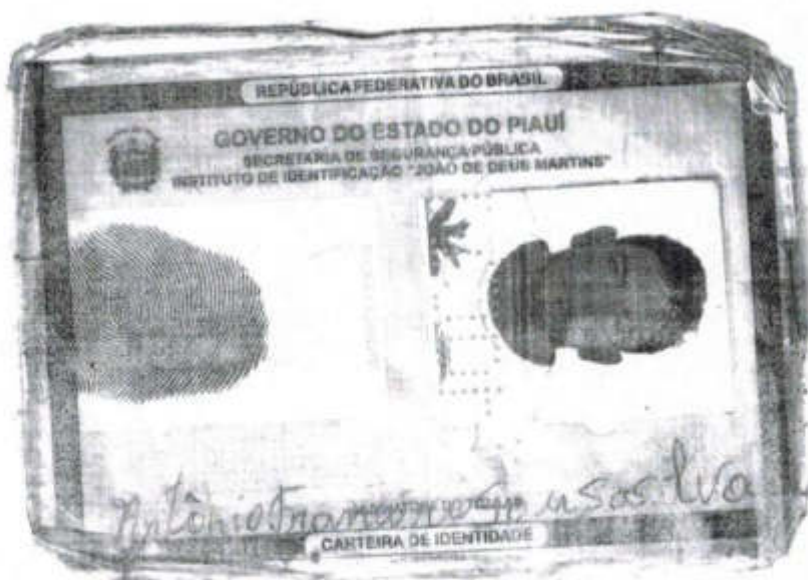 REPÚBLICA FEDERATIVA DO BRASIL
GOVERNO DO ESTADO DO PIAUÍ
SECRETARIA DE SEGURANÇA PÚBLICA
INSTITUTO DE IDENTIFICAÇÃO "JOÃO DE DEUS MARTINS"
Antônio
CARTEIRA DE IDENTIDADE